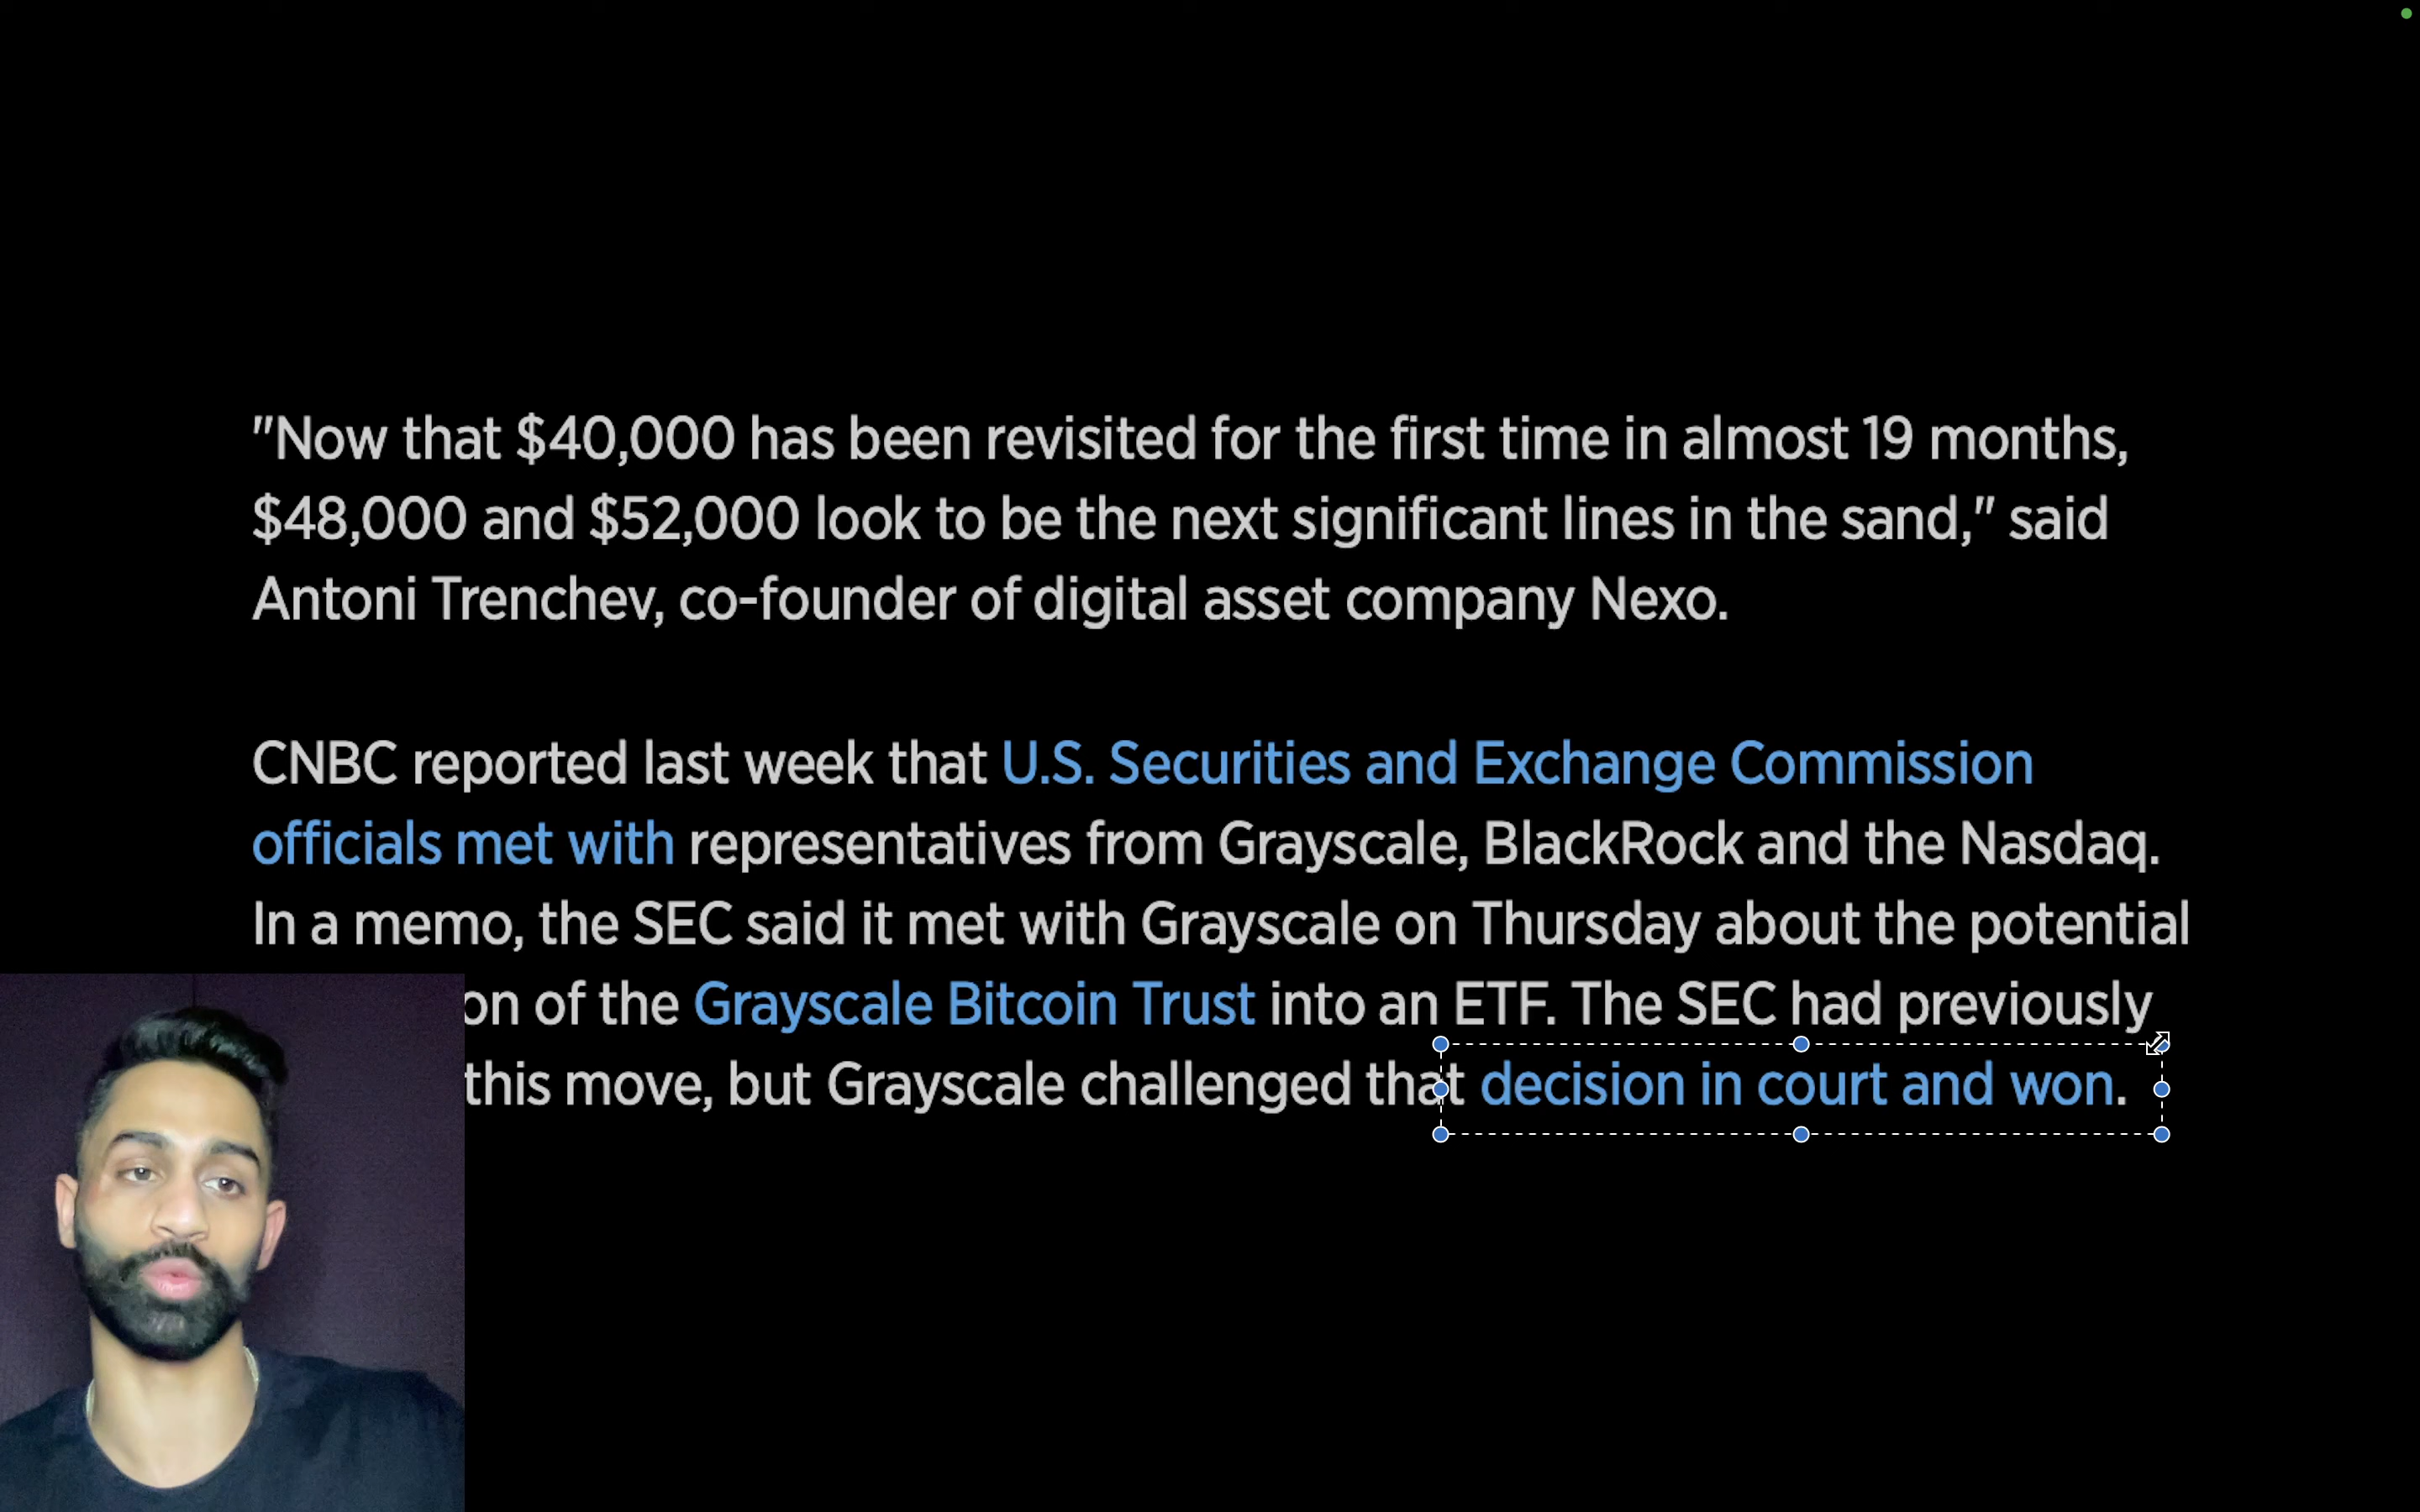 "Now that $40,000 has been revisited for the first time in almost 19 months,
$48,000 and $52,000 look to be the next significant lines in the sand," said
Antoni Trenchev, co-founder of digital asset company Nexo.
CNBC reported last week that U.S. Securities and Exchange Commission
officials met with representatives from Grayscale, BlackRock and the Nasdaq.
In a memo, the SEC said it met with Grayscale on Thursday about the potential
on of the Grayscale Bitcoin Trust into an ETF. The SEC had previously
this move, but Grayscale challenged that decision in court and won.